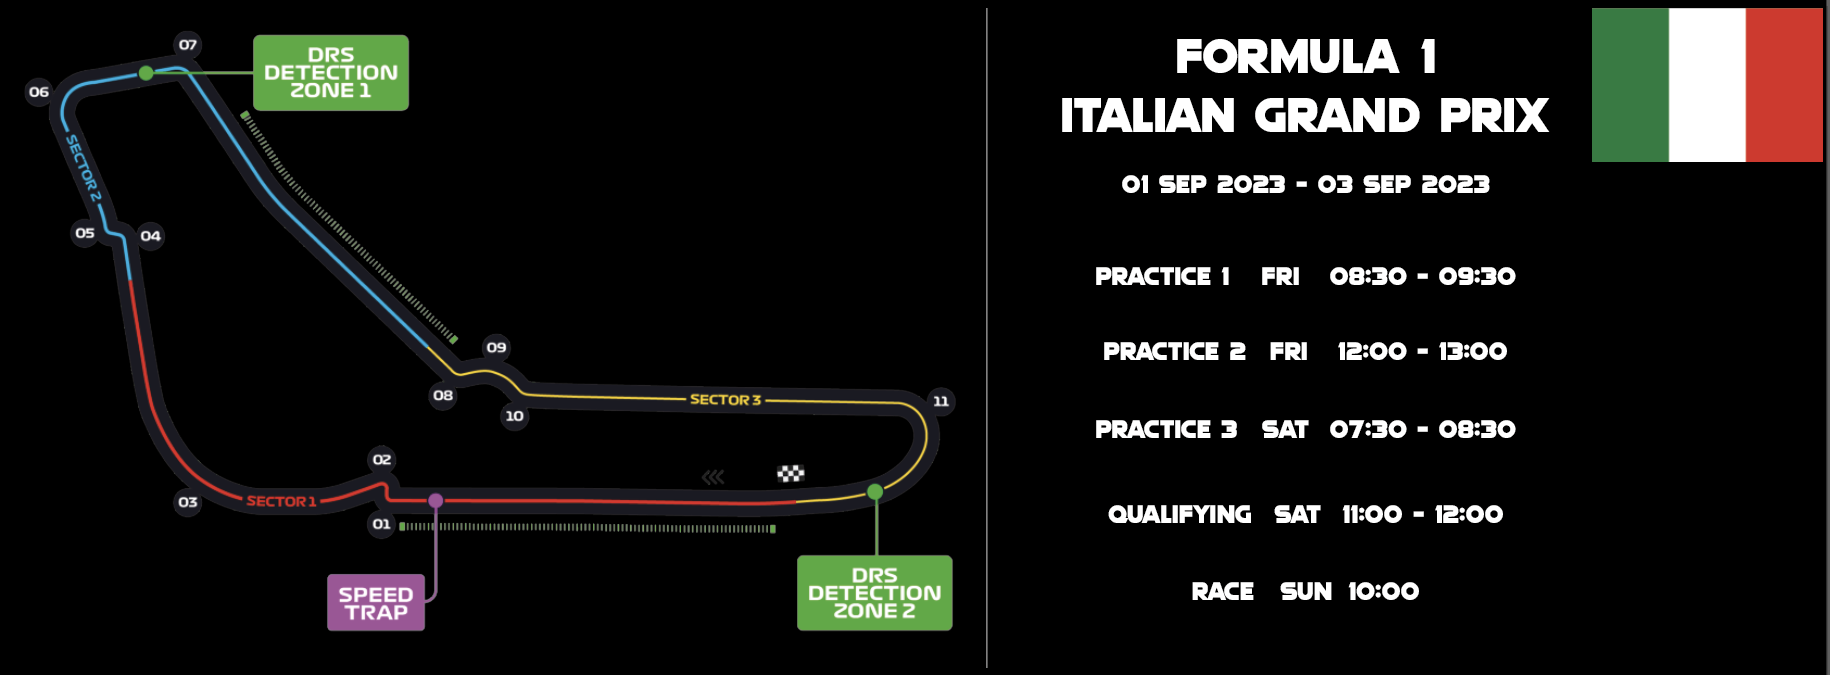 07
DRS
DETECTION
ZONE 1
06
SECTOR 2
05
04
09
08
10
SECTOR 3
11
02
03
SECTOR 1
01
SPEED
TRAP
DRS
DETECTION
ZONE 2
FORMULA 1
ITALIAN GRAND PRIX
01 SEP 2023 - 03 SEP 2023
PRACTICE 1 FRI 08:30 - 09:30
PRACTICE 2 FRI 12:00 - 13:00
PRACTICE 3 SAT 07:30 - 08:30
QUALIFYING SAT 11:00 - 12:00
RACE SUN 10:00